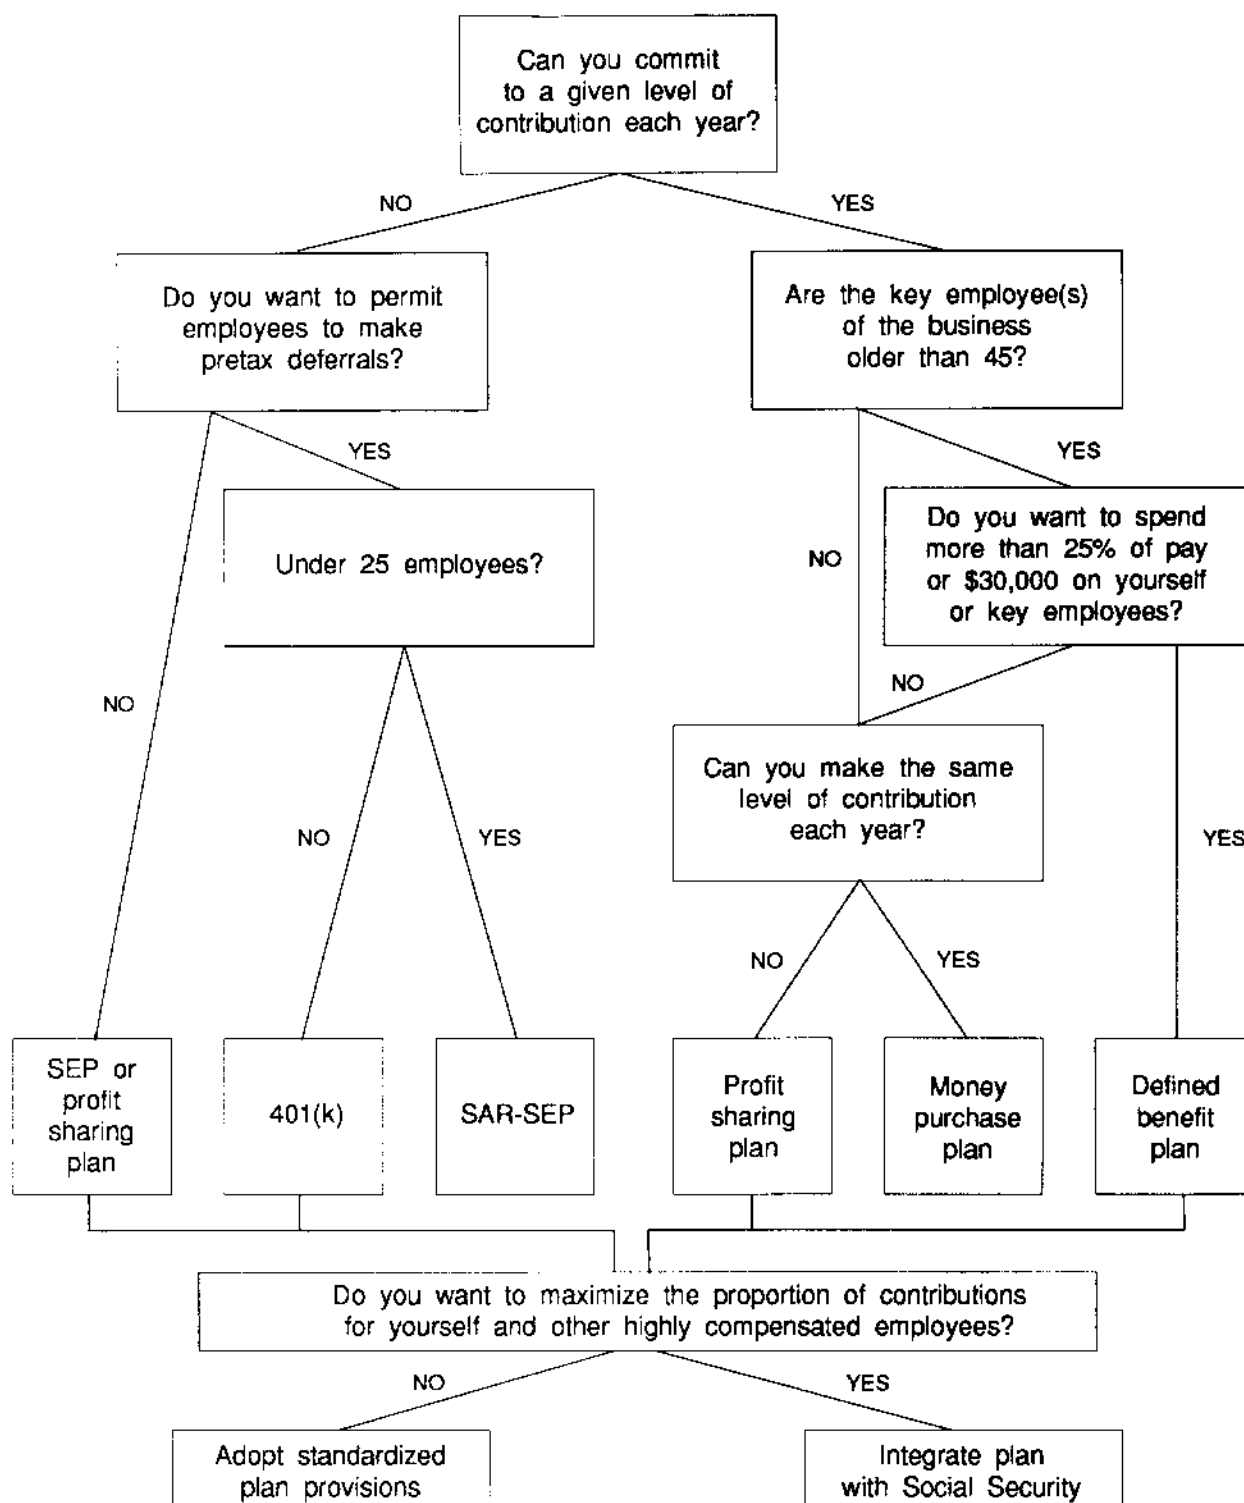 Can you commit
to a given level of
contribution each year?
NO
YES
Do you want to permit
employees to make
pretax deferrals?
Are the key employee(s)
of the business
older than 45?
YES
YES
Under 25 employees?
NO
Do you want to spend
more than 25% of pay
or $30,000 on yourself
or key employees?
NO
NO
Can you make the same
level of contribution
each year?
NO
YES
YES
NO
YES
SEP or
profit
sharing
plan
401(k)
SAR-SEP
Profit
sharing
plan
Money
purchase
plan
Defined
benefit
plan
Do you want to maximize the proportion of contributions
for yourself and other highly compensated employees?
NO
YES
Adopt standardized
plan provisions
Integrate plan
with Social Security